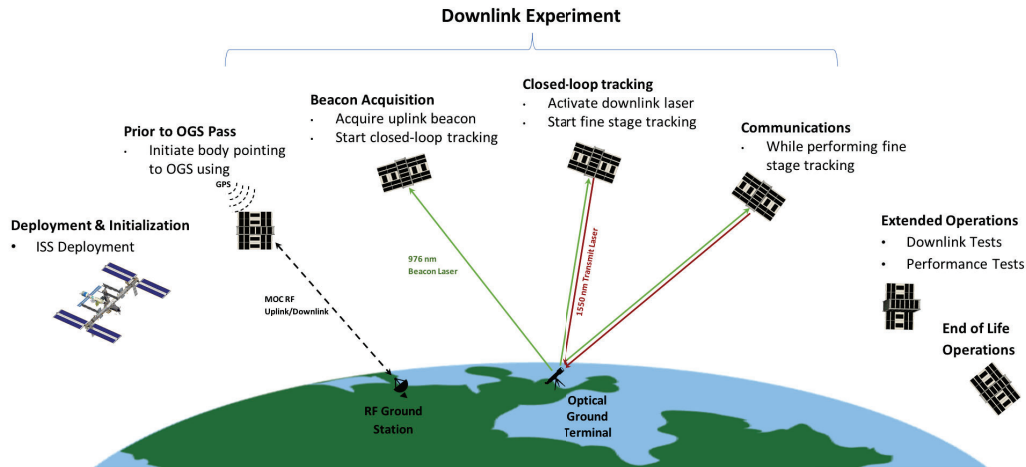 Downlink Experiment
Closed-loop tracking
· Activate downlink laser
· Start fine stage tracking
Beacon Acquisition
· Acquire uplink beacon
· Start closed-loop tracking
Communications
· While performing fine
stage tracking
Prior to OGS Pass
· Initiate body pointing
to OGS using
GPS
Deployment & Initialization
• ISS Deployment
Extended Operations
• Downlink Tests
• Performance Tests
976 nm
Beacon Laser
1550 nm Transmit Laser
MOC RF
Uplink/Downlink
End of Life
Operations
RF Ground
Station
Optical
Ground
Terminal